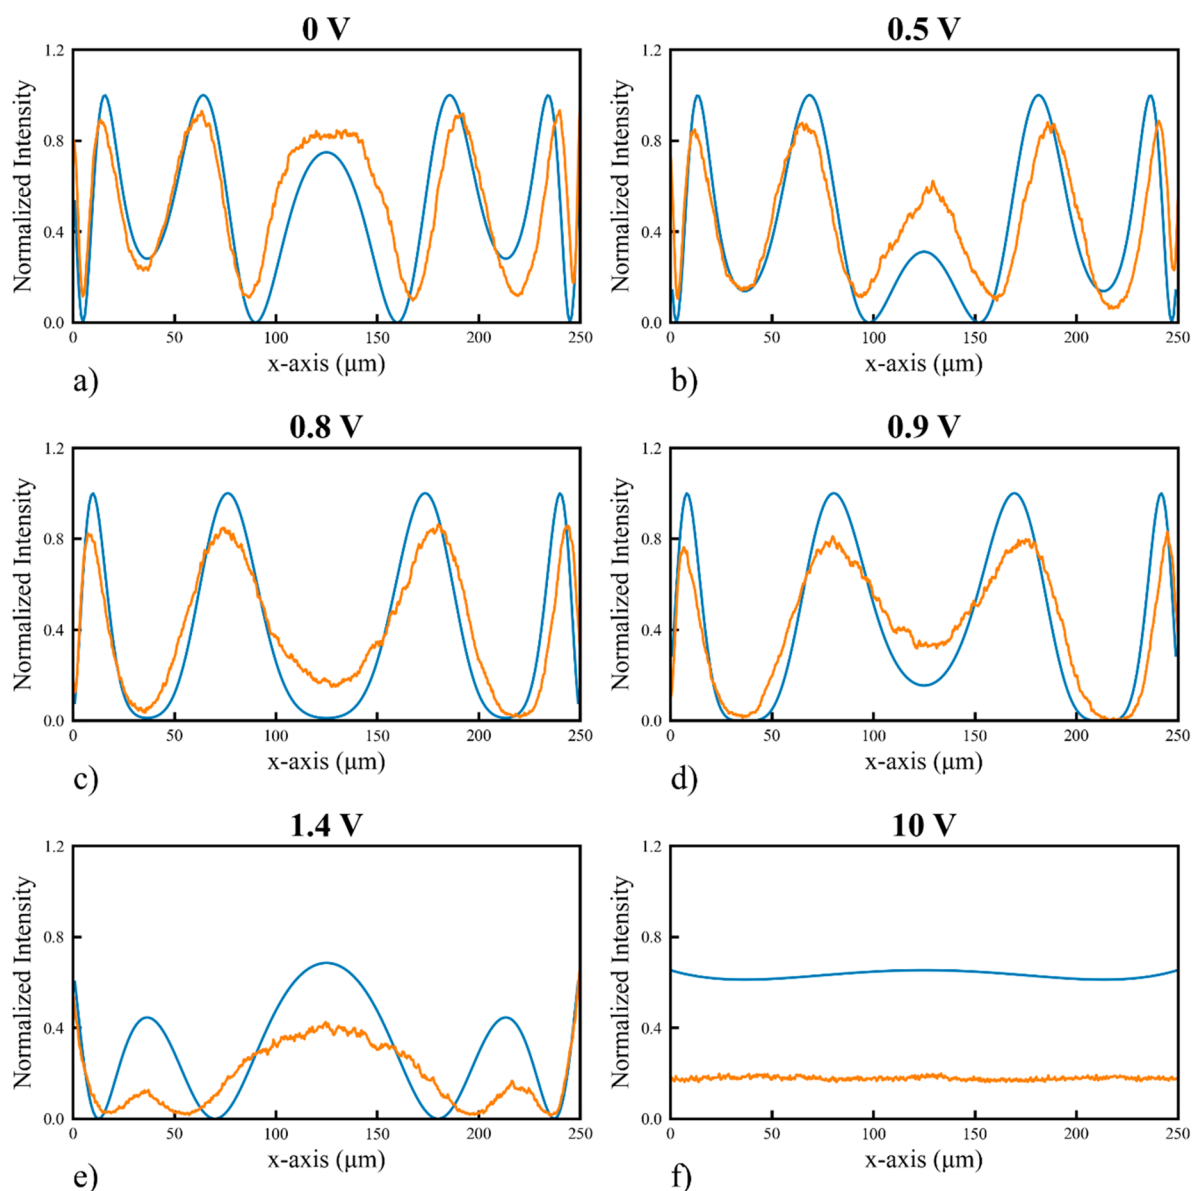 0 V
0.5 V
1.2
0.8
0.4
0.0
Normalized Intensity
0 50 100 150 200 250
x-axis (μm)
a)
1.2
0.8
0.4
0.0
Normalized Intensity
0 50 100 150 200 250
x-axis (μm)
b)
0.8 V
0.9 V
1.2
0.8
0.4
0.0
Normalized Intensity
0 50 100 150 200 250
x-axis (μm)
c)
1.2
0.8
0.4
0.0
Normalized Intensity
0 50 100 150 200 250
x-axis (μm)
d)
1.4 V
10 V
1.2
0.8
0.4
0.0
Normalized Intensity
0 50 100 150 200 250
x-axis (μm)
e)
1.2
0.8
0.4
0.0
Normalized Intensity
0 50 100 150 200 250
x-axis (μm)
f)